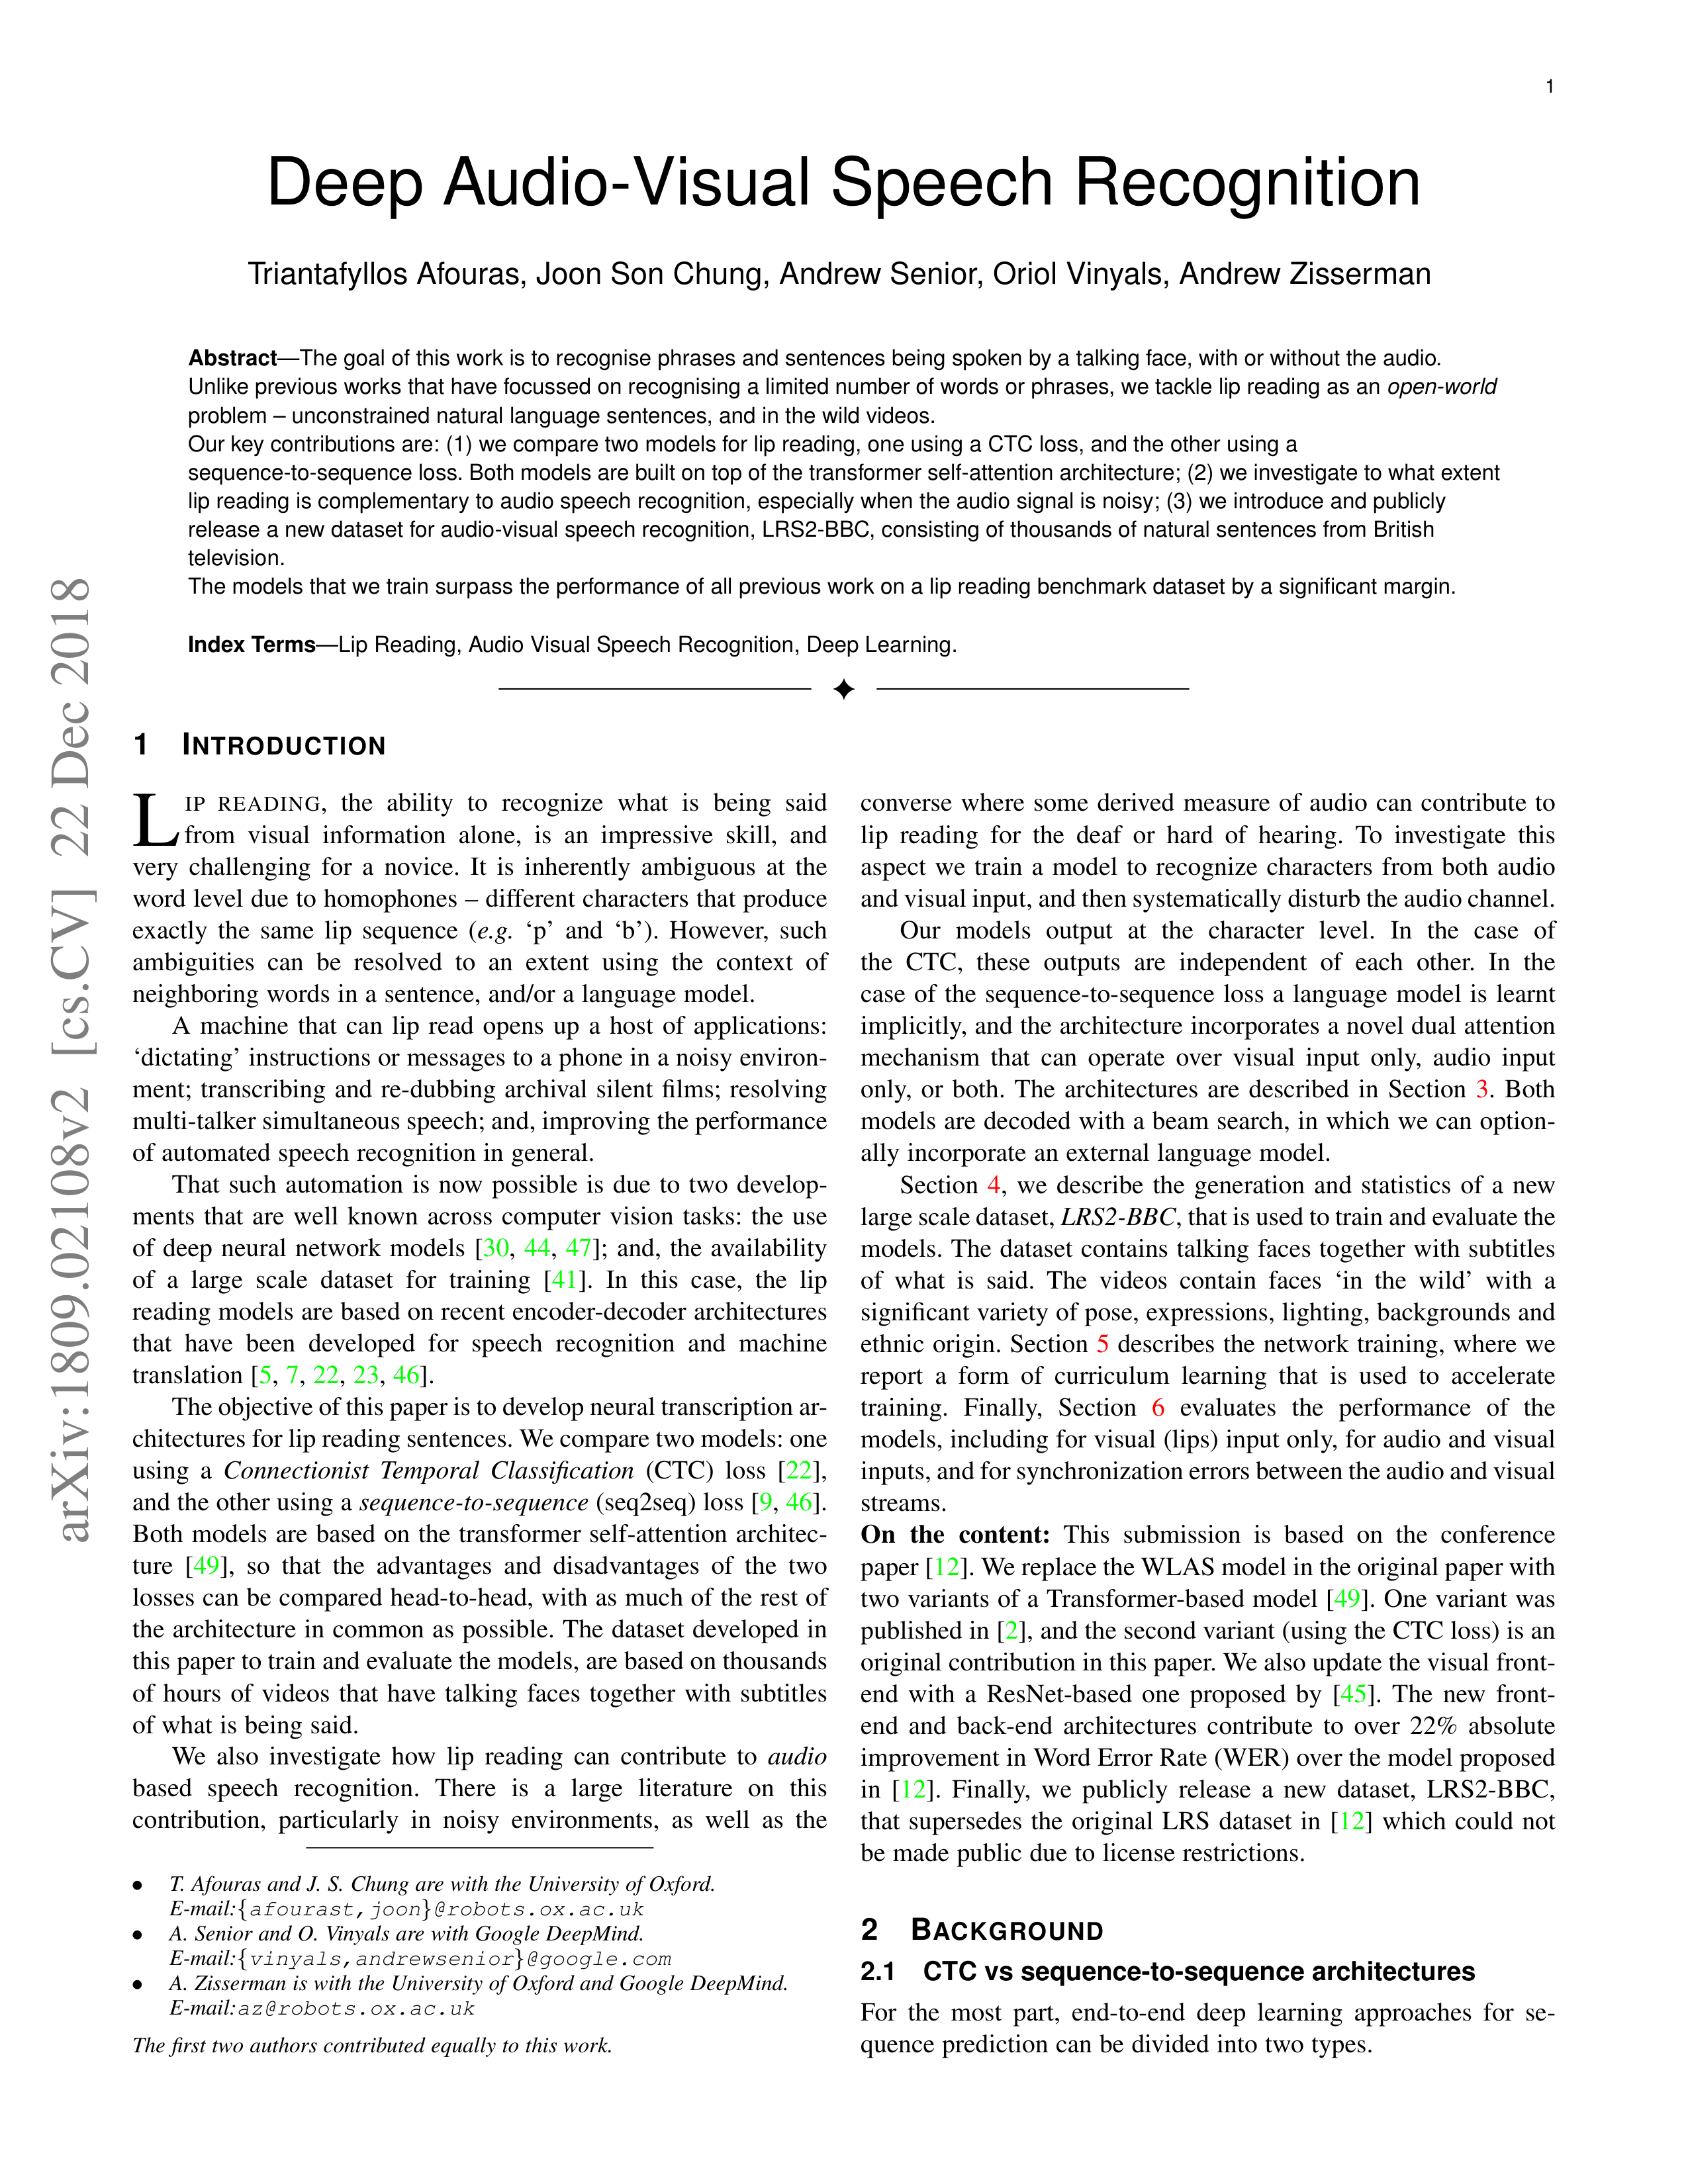 1
Deep Audio-Visual Speech Recognition
Triantafyllos Afouras, Joon Son Chung, Andrew Senior, Oriol Vinyals, Andrew Zisserman
Abstract—The goal of this work is to recognise phrases and sentences being spoken by a talking face, with or without the audio.
Unlike previous works that have focussed on recognising a limited number of words or phrases, we tackle lip reading as an open-world
problem – unconstrained natural language sentences, and in the wild videos.
Our key contributions are: (1) we compare two models for lip reading, one using a CTC loss, and the other using a
sequence-to-sequence loss. Both models are built on top of the transformer self-attention architecture; (2) we investigate to what extent
lip reading is complementary to audio speech recognition, especially when the audio signal is noisy; (3) we introduce and publicly
release a new dataset for audio-visual speech recognition, LRS2-BBC, consisting of thousands of natural sentences from British
television.
The models that we train surpass the performance of all previous work on a lip reading benchmark dataset by a significant margin.
Index Terms—Lip Reading, Audio Visual Speech Recognition, Deep Learning.
arXiv:1809.02108v2 [cs.CV] 22 Dec 2018
1 INTRODUCTION
LIP READING, the ability to recognize what is being said
from visual information alone, is an impressive skill, and
very challenging for a novice. It is inherently ambiguous at the
word level due to homophones – different characters that produce
exactly the same lip sequence (e.g. ‘p’ and ‘b’). However, such
ambiguities can be resolved to an extent using the context of
neighboring words in a sentence, and/or a language model.
A machine that can lip read opens up a host of applications:
‘dictating’ instructions or messages to a phone in a noisy environ-
ment; transcribing and re-dubbing archival silent films; resolving
multi-talker simultaneous speech; and, improving the performance
of automated speech recognition in general.
That such automation is now possible is due to two develop-
ments that are well known across computer vision tasks: the use
of deep neural network models [30, 44, 47]; and, the availability
of a large scale dataset for training [41]. In this case, the lip
reading models are based on recent encoder-decoder architectures
that have been developed for speech recognition and machine
translation [5, 7, 22, 23, 46].
The objective of this paper is to develop neural transcription ar-
chitectures for lip reading sentences. We compare two models: one
using a Connectionist Temporal Classification (CTC) loss [22],
and the other using a sequence-to-sequence (seq2seq) loss [9, 46].
Both models are based on the transformer self-attention architec-
ture [49], so that the advantages and disadvantages of the two
losses can be compared head-to-head, with as much of the rest of
the architecture in common as possible. The dataset developed in
this paper to train and evaluate the models, are based on thousands
of hours of videos that have talking faces together with subtitles
of what is being said.
We also investigate how lip reading can contribute to audio
based speech recognition. There is a large literature on this
contribution, particularly in noisy environments, as well as the
• T. Afouras and J. S. Chung are with the University of Oxford.
E-mail:{afourast,joon}@robots.ox.ac.uk
• A. Senior and O. Vinyals are with Google DeepMind.
E-mail:{vinyals,andrewsenior}@google.com
• A. Zisserman is with the University of Oxford and Google DeepMind.
E-mail:az@robots.ox.ac.uk
The first two authors contributed equally to this work.
converse where some derived measure of audio can contribute to
lip reading for the deaf or hard of hearing. To investigate this
aspect we train a model to recognize characters from both audio
and visual input, and then systematically disturb the audio channel.
Our models output at the character level. In the case of
the CTC, these outputs are independent of each other. In the
case of the sequence-to-sequence loss a language model is learnt
implicitly, and the architecture incorporates a novel dual attention
mechanism that can operate over visual input only, audio input
only, or both. The architectures are described in Section 3. Both
models are decoded with a beam search, in which we can option-
ally incorporate an external language model.
Section 4, we describe the generation and statistics of a new
large scale dataset, LRS2-BBC, that is used to train and evaluate the
models. The dataset contains talking faces together with subtitles
of what is said. The videos contain faces ‘in the wild’ with a
significant variety of pose, expressions, lighting, backgrounds and
ethnic origin. Section 5 describes the network training, where we
report a form of curriculum learning that is used to accelerate
training. Finally, Section 6 evaluates the performance of the
models, including for visual (lips) input only, for audio and visual
inputs, and for synchronization errors between the audio and visual
streams.
On the content: This submission is based on the conference
paper [12]. We replace the WLAS model in the original paper with
two variants of a Transformer-based model [49]. One variant was
published in [2], and the second variant (using the CTC loss) is an
original contribution in this paper. We also update the visual front-
end with a ResNet-based one proposed by [45]. The new front-
end and back-end architectures contribute to over 22% absolute
improvement in Word Error Rate (WER) over the model proposed
in [12]. Finally, we publicly release a new dataset, LRS2-BBC,
that supersedes the original LRS dataset in [12] which could not
be made public due to license restrictions.
2 BACKGROUND
2.1 CTC vs sequence-to-sequence architectures
For the most part, end-to-end deep learning approaches for se-
quence prediction can be divided into two types.